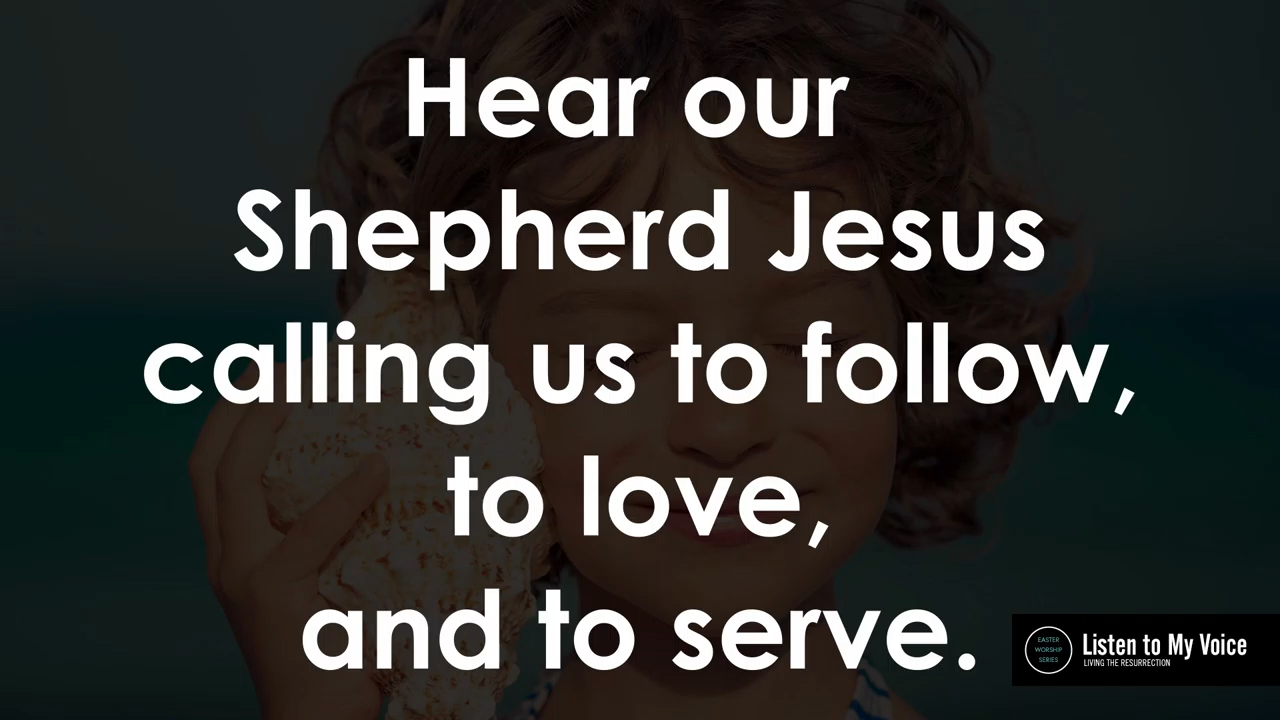 Hear our
Shepherd Jesus
calling us to follow,
to love,
and to serve.
EASTER
WORSHIP
SERIES
Listen to My Voice
LIVING THE RESURRECTION